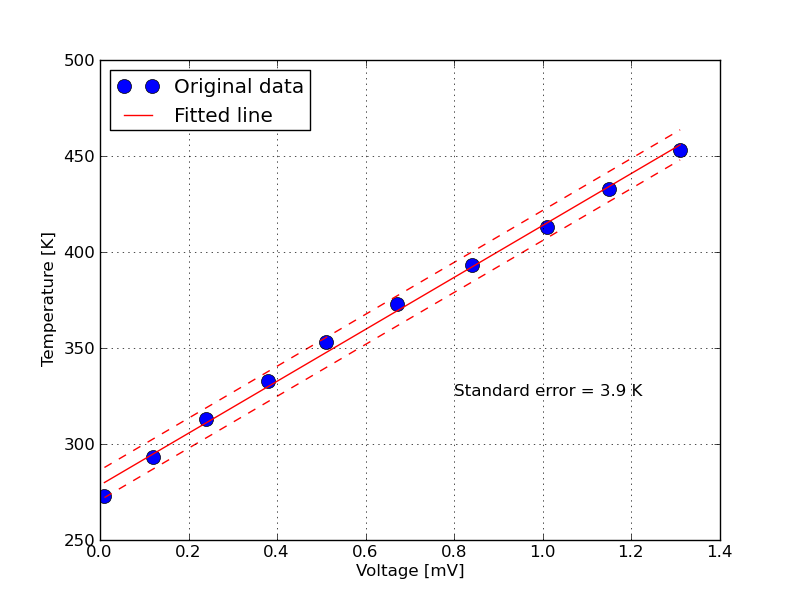 Original data
Fitted line
500
450
400
350
300
250
Temperature [K]
Standard error = 3.9 K
0.0 0.2 0.4 0.6 0.8 1.0 1.2 1.4
Voltage [mV]